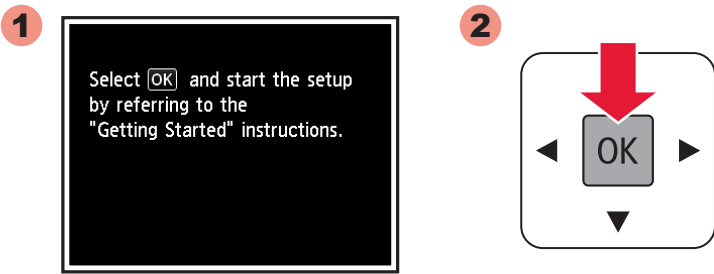 1
Select OK and start the setup
by referring to the
"Getting Started" instructions.
2
OK